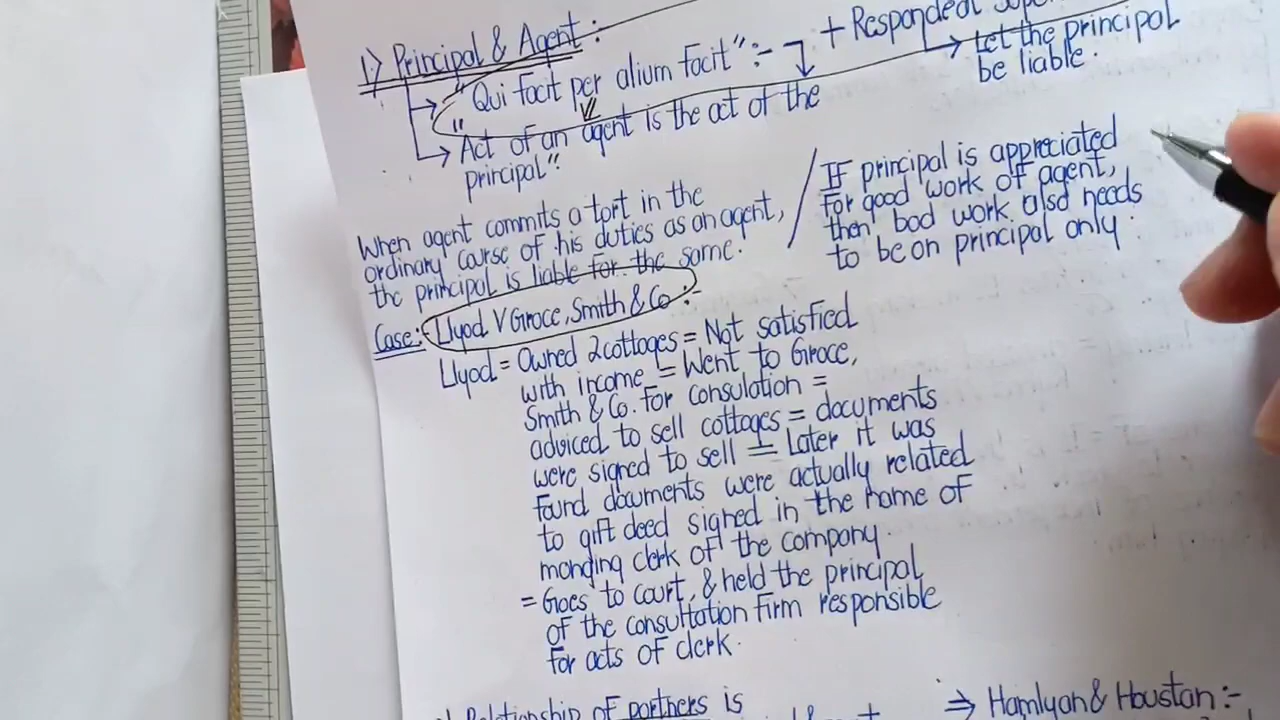 1) Principal & Agent :
"Qui facit per alium facit" :- + Respondeat
→ Let the principal
be liable.
"Act of an agent is the act of the
principal"
When agent commits a tort in the
ordinary course of his duties as an agent,
the principal is liable for the same.
If principal is appreciated
for good work of agent,
then bad work also needs
to be on principal only.
Case: Llyod V Grace, Smith & Co :-
Llyod = Owned 2 cottages = Not satisfied
with income = Went to Grace,
Smith & Co. for consulation =
adviced to sell cottages = documents
were signed to sell = Later it was
found documents were actually related
to gift deed signed in the name of
manging clerk of the company.
= Goes to court, & held the principal
of the consultation firm responsible
for acts of clerk.
Relationship of partners is
⇒ Hamlyan & Houstan :-